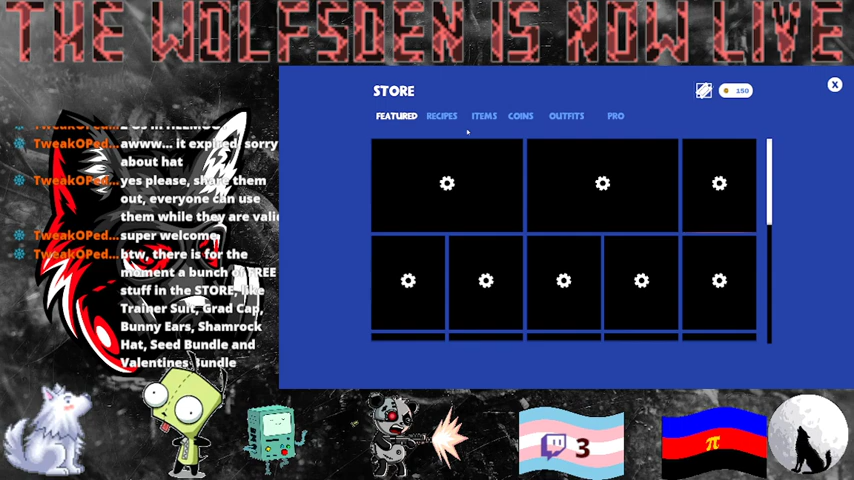 THE WOLFSDEN IS NOW LIVE
STORE
150
X
FEATURED RECIPES ITEMS COINS OUTFITS PRO
TweakOPed...
TweakOPed... awww... it expired, sorry
about hat
TweakOPed... yes please, share them
out, everyone can use
them while they are valid
TweakOPed... super welcome
TweakOPed... btw, there is for the
moment a bunch of FREE
stuff in the STORE, like
Trainer Suit, Grad Cap,
Bunny Ears, Shamrock
Hat, Seed Bundle and
Valentines Bundle
3
π